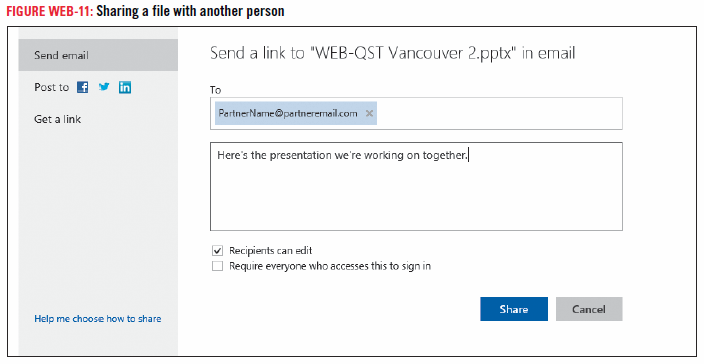 FIGURE WEB-11: Sharing a file with another person
Send email
Post to
Get a link
Help me choose how to share
Send a link to "WEB-QST Vancouver 2.pptx" in email
To
PartnerName@partneremail.com ×
Here's the presentation we're working on together.
Recipients can edit
Require everyone who accesses this to sign in
Share Cancel